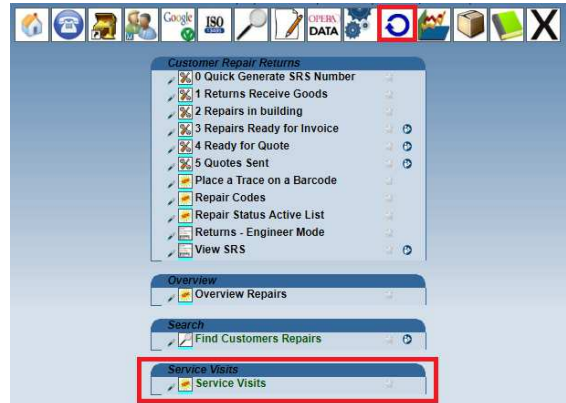 Google
ISO
OPERA
DATA
Customer Repair Returns
0 Quick Generate SRS Number
1 Returns Receive Goods
2 Repairs in building
3 Repairs Ready for Invoice
4 Ready for Quote
5 Quotes Sent
Place a Trace on a Barcode
Repair Codes
Repair Status Active List
Returns - Engineer Mode
View SRS
Overview
Overview Repairs
Search
Find Customers Repairs
Service Visits
Service Visits